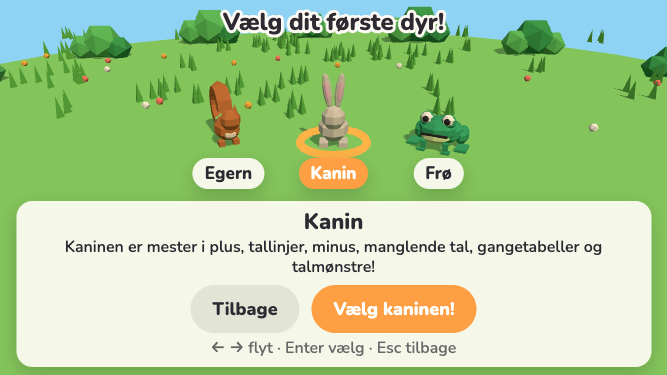 Vælg dit første dyr!
Egern
Kanin
Frø
Kanin
Kaninen er mester i plus, tallinjer, minus, manglende tal, gangetabeller og
talmønstre!
Tilbage
Vælg kaninen!
← → flyt · Enter vælg · Esc tilbage